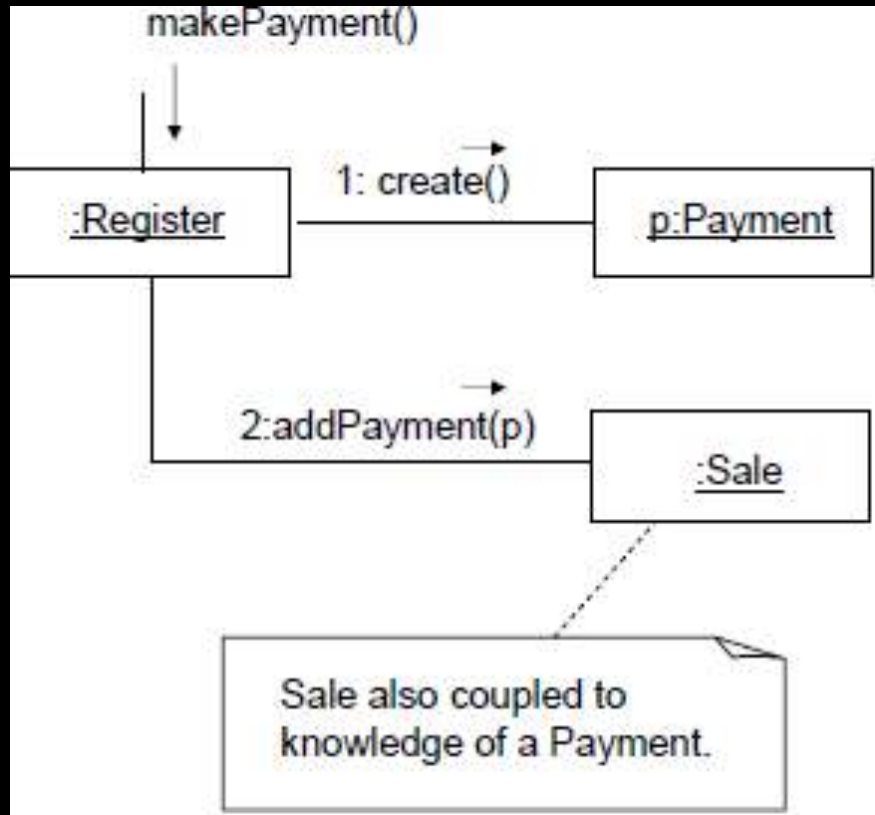 makePayment()
1: create()
:Register
p:Payment
2:addPayment(p)
:Sale
Sale also coupled to
knowledge of a Payment.